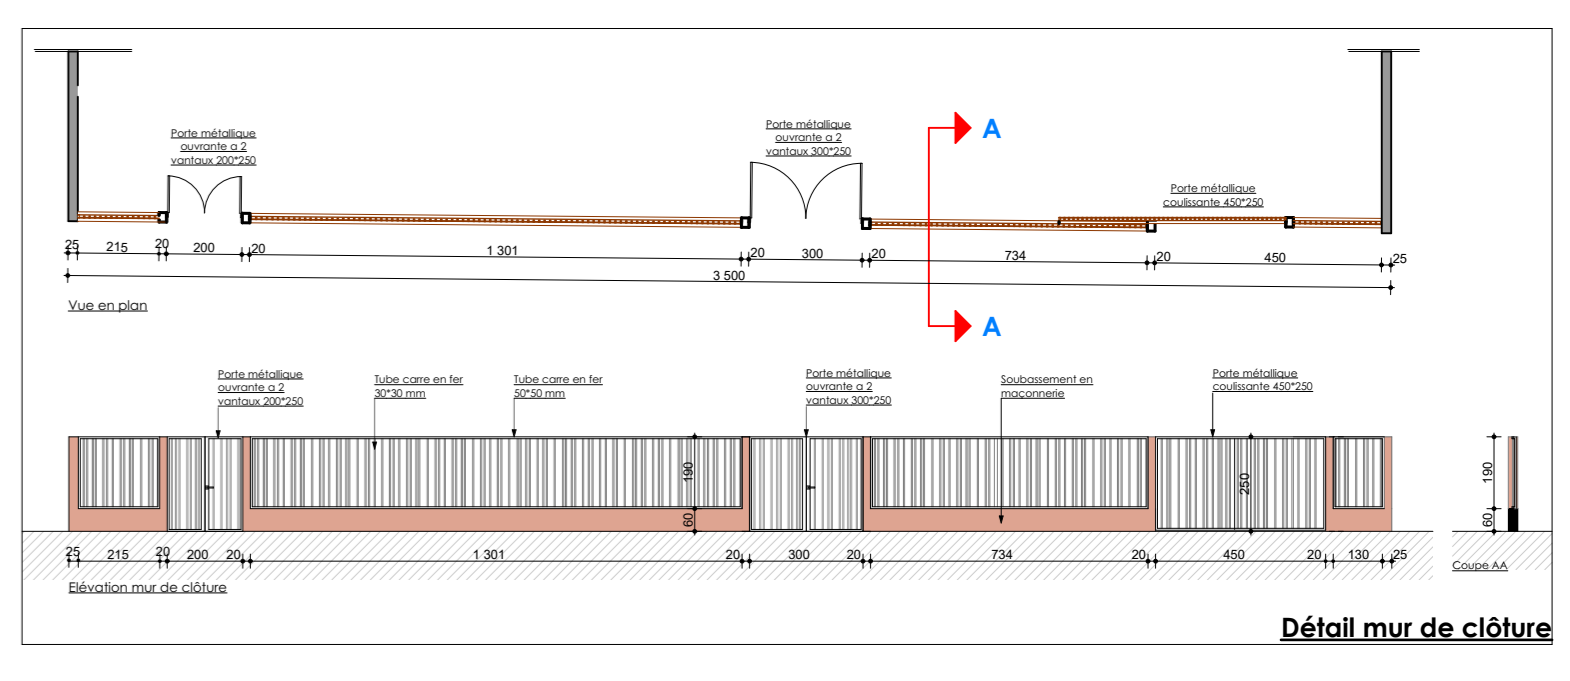 Porte métallique
ouvrante a 2
vantaux 200*250
Porte métallique
ouvrante a 2
vantaux 300*250
A
Porte métallique
coulissante 450*250
25 215 20 200 20 1 301 20 300 20 734 20 450 25
3 500
Vue en plan
A
Porte métallique
ouvrante a 2
vantaux 200*250
Tube carre en fer
30*30 mm
Tube carre en fer
50*50 mm
Porte métallique
ouvrante a 2
vantaux 300*250
Soubassement en
maçonnerie
Porte métallique
coulissante 450*250
190
60
250
190
60
25 215 20 200 20 1 301 20 300 20 734 20 450 20 130 25
Elévation mur de clôture
Coupe AA
Détail mur de clôture